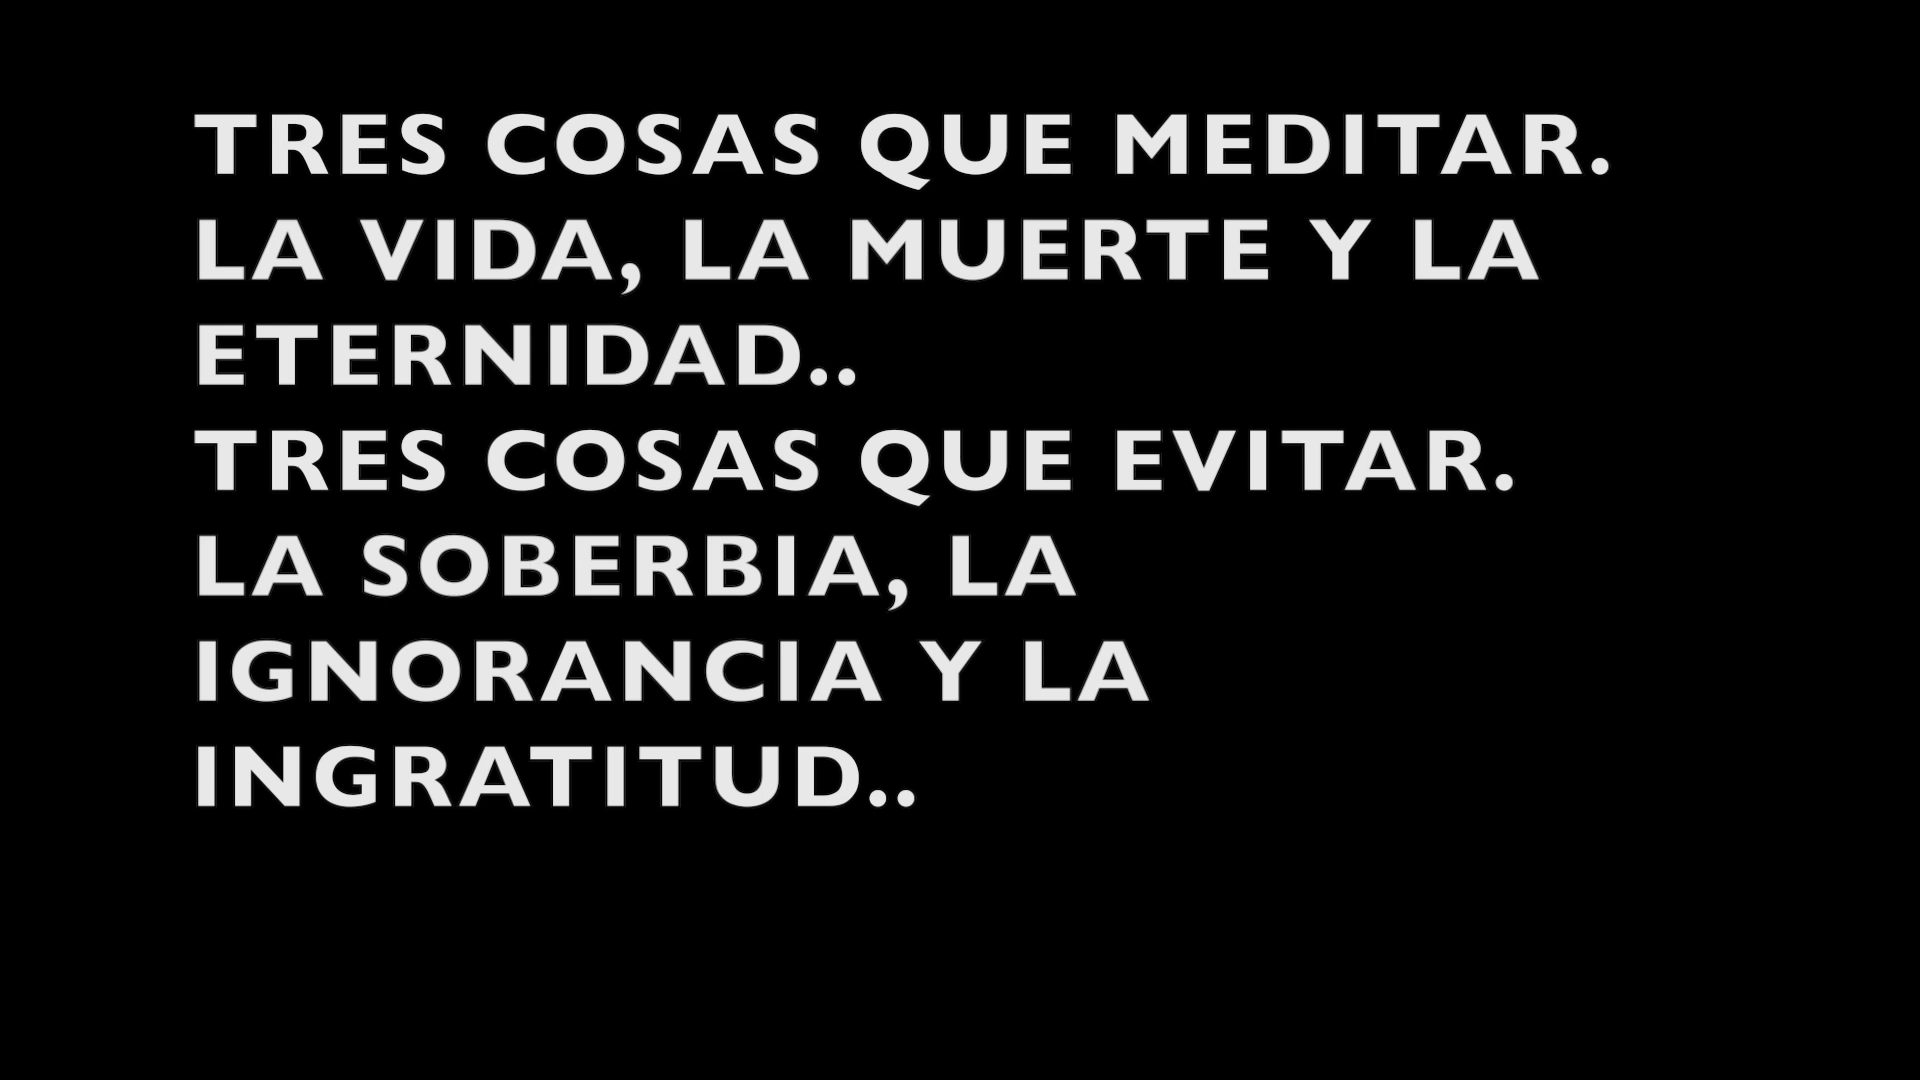 TRES COSAS QUE MEDITAR.
LA VIDA, LA MUERTE Y LA
ETERNIDAD..
TRES COSAS QUE EVITAR.
LA SOBERBIA, LA
IGNORANCIA Y LA
INGRATITUD..